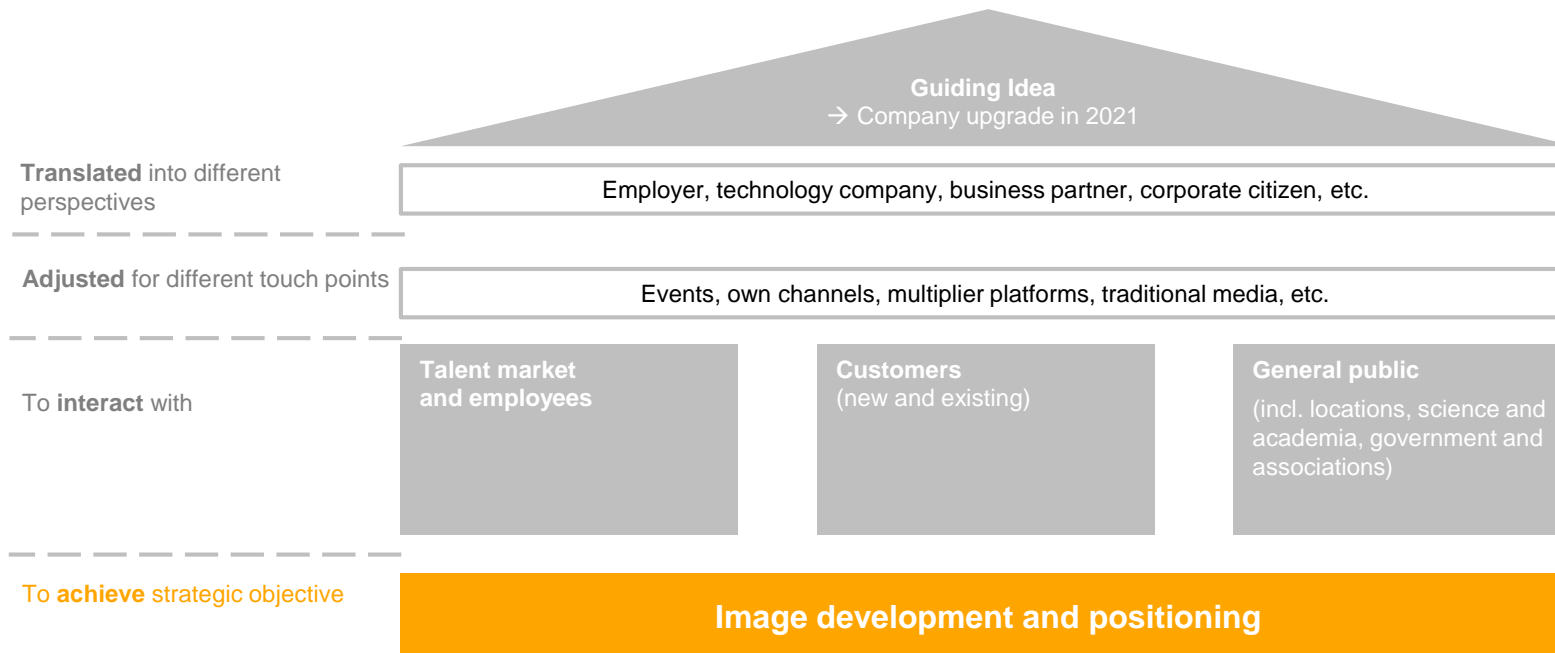 Guiding Idea
→ Company upgrade in 2021
Translated into different
perspectives
Employer, technology company, business partner, corporate citizen, etc.
Adjusted for different touch points
Events, own channels, multiplier platforms, traditional media, etc.
To interact with
Talent market
and employees
Customers
(new and existing)
General public
(incl. locations, science and
academia, government and
associations)
To achieve strategic objective
Image development and positioning